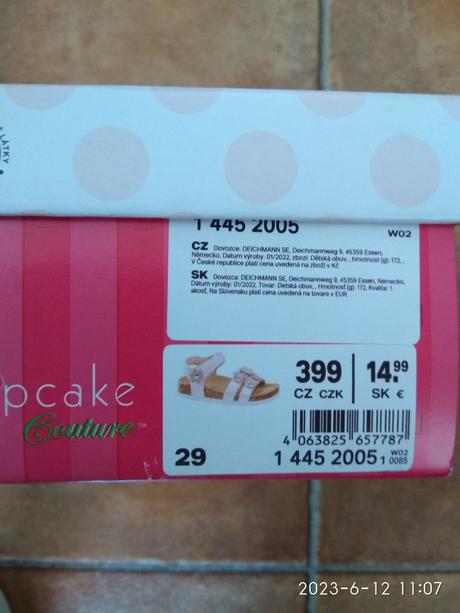 LÁTKY
1 445 2005
W02
CZ Dovozce: DEICHMANN SE, Deichmannweg 9, 45359 Essen,
Německo, Datum výroby: 01/2022, zboží: Dětská obuv, , hmotnost (g): 172, ,
V České republice platí cena uvedená na zboží v Kč
SK Dovozca: DEICHMANN SE, Deichmannweg 9, 45359 Essen, Nemecko,
Dátum výroby: 01/2022, Tovar: Detská obuv, , Hmotnosť (g): 172, Kvalita: 1.
akosť, Na Slovensku platí cena uvedená na tovare v EUR
pcake
Couture™
399
CZ CZK
14.99
SK €
4 063825 657787
29
1 445 2005 1
W02
0085
2023-6-12 11:07